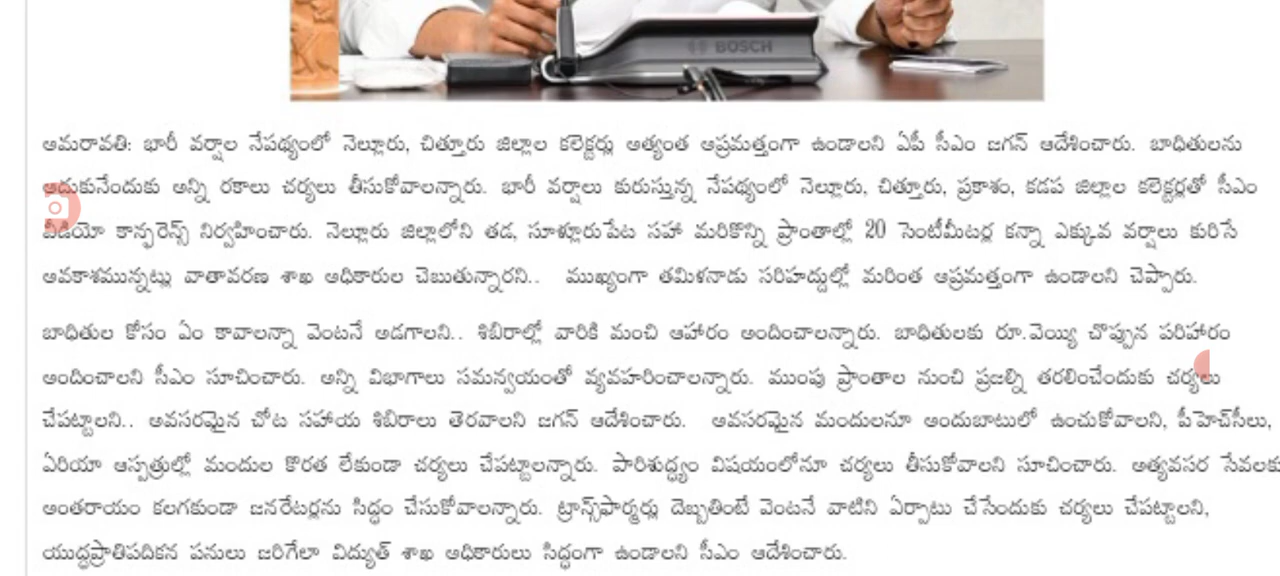 BOSCH
అమరావతి: భారీ వర్షాల నేపథ్యంలో నెల్లూరు, చిత్తూరు జిల్లాల కలెక్టర్లు అత్యంత అప్రమత్తంగా ఉండాలని ఏపీ సీఎం జగన్ ఆదేశించారు. బాధితులను
ఆదుకునేందుకు అన్ని రకాలు చర్యలు తీసుకోవాలన్నారు. భారీ వర్షాలు కురుస్తున్న నేపథ్యంలో నెల్లూరు, చిత్తూరు, ప్రకాశం, కడప జిల్లాల కలెక్టర్లతో సీఎం
వీడియో కాన్ఫరెన్స్ నిర్వహించారు. నెల్లూరు జిల్లాలోని తడ, సూళ్లూరుపేట సహా మరికొన్ని ప్రాంతాల్లో 20 సెంటీమీటర్ల కన్నా ఎక్కువ వర్షాలు కురిసే
అవకాశమున్నట్లు వాతావరణ శాఖ అధికారుల చెబుతున్నారని.. ముఖ్యంగా తమిళనాడు సరిహద్దుల్లో మరింత అప్రమత్తంగా ఉండాలని చెప్పారు.
బాధితుల కోసం ఏం కావాలన్నా వెంటనే అడగాలని.. శిబిరాల్లో వారికి మంచి ఆహారం అందించాలన్నారు. బాధితులకు రూ.వెయ్యి చొప్పున పరిహారం
అందించాలని సీఎం సూచించారు. అన్ని విభాగాలు సమన్వయంతో వ్యవహరించాలన్నారు. ముంపు ప్రాంతాల నుంచి ప్రజల్ని తరలించేందుకు చర్యలు
చేపట్టాలని.. అవసరమైన చోట సహాయ శిబిరాలు తెరవాలని జగన్ ఆదేశించారు. అవసరమైన మందులనూ అందుబాటులో ఉంచుకోవాలని, పీహెచ్‌సీలు,
ఏరియా ఆస్పత్రుల్లో మందుల కొరత లేకుండా చర్యలు చేపట్టాలన్నారు. పారిశుద్ధ్యం విషయంలోనూ చర్యలు తీసుకోవాలని సూచించారు. అత్యవసర సేవలకు
అంతరాయం కలగకుండా జనరేటర్లను సిద్ధం చేసుకోవాలన్నారు. ట్రాన్స్‌ఫార్మర్లు దెబ్బతింటే వెంటనే వాటిని ఏర్పాటు చేసేందుకు చర్యలు చేపట్టాలని,
యుద్ధప్రాతిపదికన పనులు జరిగేలా విద్యుత్ శాఖ అధికారులు సిద్ధంగా ఉండాలని సీఎం ఆదేశించారు.